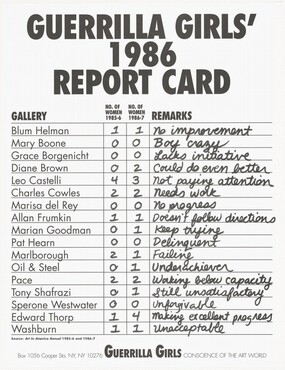 GUERRILLA GIRLS'
1986
REPORT CARD
GALLERY NO. OF WOMEN 1985-6 NO. OF WOMEN 1986-7 REMARKS
Blum Helman 1 1 no improvement
Mary Boone 0 0 Boy crazy
Grace Borgenicht 0 0 Lacks initiative
Diane Brown 0 2 Could do even better
Leo Castelli 4 3 not paying attention
Charles Cowles 2 2 needs work
Marisa del Rey 0 0 no progress
Allan Frumkin 1 1 Doesn't follow directions
Marian Goodman 0 1 Keep trying
Pat Hearn 0 0 Delinquent
Marlborough 2 1 Failing
Oil & Steel 0 1 Underachiever
Pace 2 2 Working below capacity
Tony Shafrazi 0 1 Still unsatisfactory
Sperone Westwater 0 0 Unforgivable
Edward Thorp 1 4 making excellent progress
Washburn 1 1 Unacceptable
Source: Art in America Annual 1985-6 and 1986-7
Box 1056 Cooper Sta. NY, NY 10276 GUERRILLA GIRLS CONSCIENCE OF THE ART WORLD